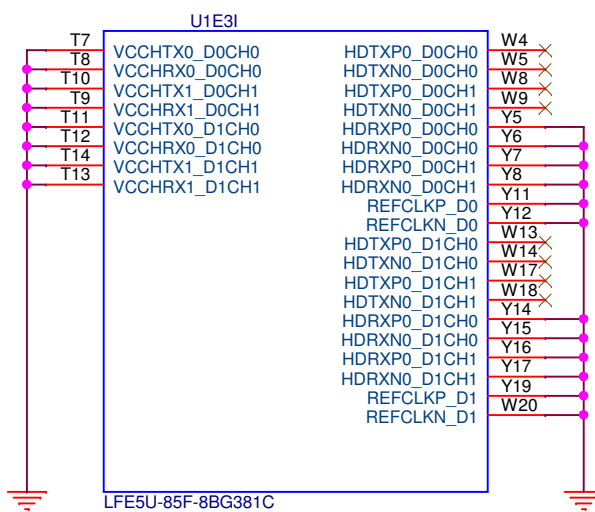 U1E3I
T7 VCCHTX0_D0CH0
T8 VCCHRX0_D0CH0
T10 VCCHTX1_D0CH1
T9 VCCHRX1_D0CH1
T11 VCCHTX0_D1CH0
T12 VCCHRX0_D1CH0
T14 VCCHTX1_D1CH1
T13 VCCHRX1_D1CH1
HDTXP0_D0CH0 W4
HDTXN0_D0CH0 W5
HDTXP0_D0CH1 W8
HDTXN0_D0CH1 W9
HDRXP0_D0CH0 Y5
HDRXN0_D0CH0 Y6
HDRXP0_D0CH1 Y7
HDRXN0_D0CH1 Y8
REFCLKP_D0 Y11
REFCLKN_D0 Y12
HDTXP0_D1CH0 W13
HDTXN0_D1CH0 W14
HDTXP0_D1CH1 W17
HDTXN0_D1CH1 W18
HDRXP0_D1CH0 Y14
HDRXN0_D1CH0 Y15
HDRXP0_D1CH1 Y16
HDRXN0_D1CH1 Y17
REFCLKP_D1 Y19
REFCLKN_D1 W20
LFE5U-85F-8BG381C